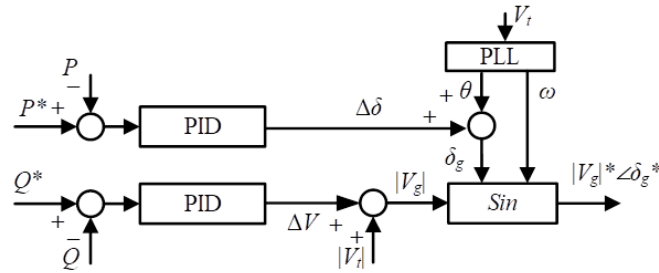 V_t
PLL
P
−
P* +
PID
Δδ
+
+ θ
ω
δ_g
Q*
+
−
Q
PID
ΔV +
+
|V_t|
|V_g|
Sin
|V_g|*∠δ_g*